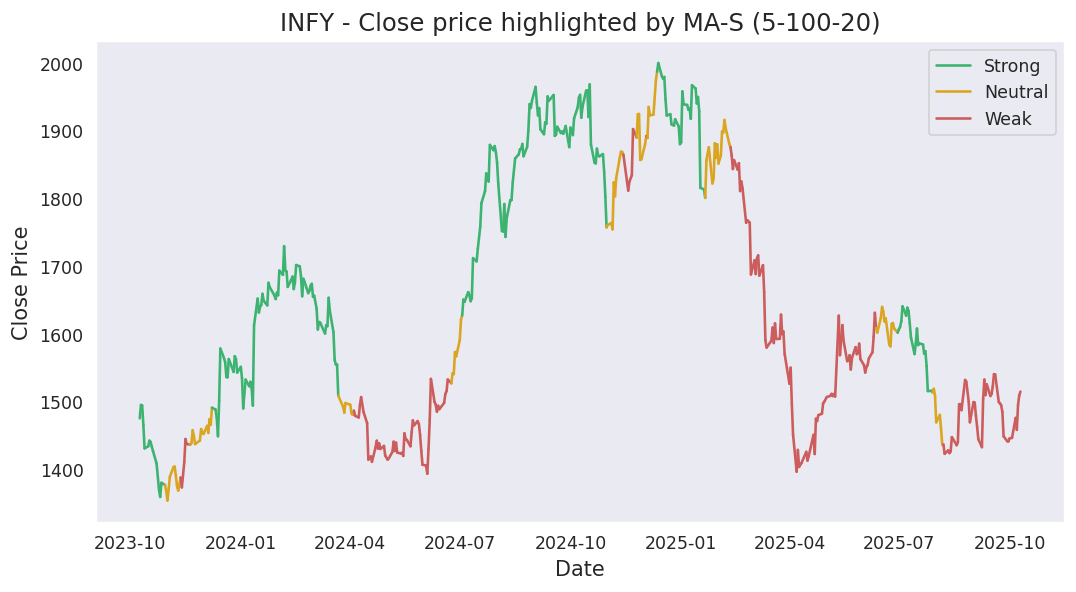 INFY - Close price highlighted by MA-S (5-100-20)
Strong
Neutral
Weak
Close Price
2000
1900
1800
1700
1600
1500
1400
2023-10 2024-01 2024-04 2024-07 2024-10 2025-01 2025-04 2025-07 2025-10
Date